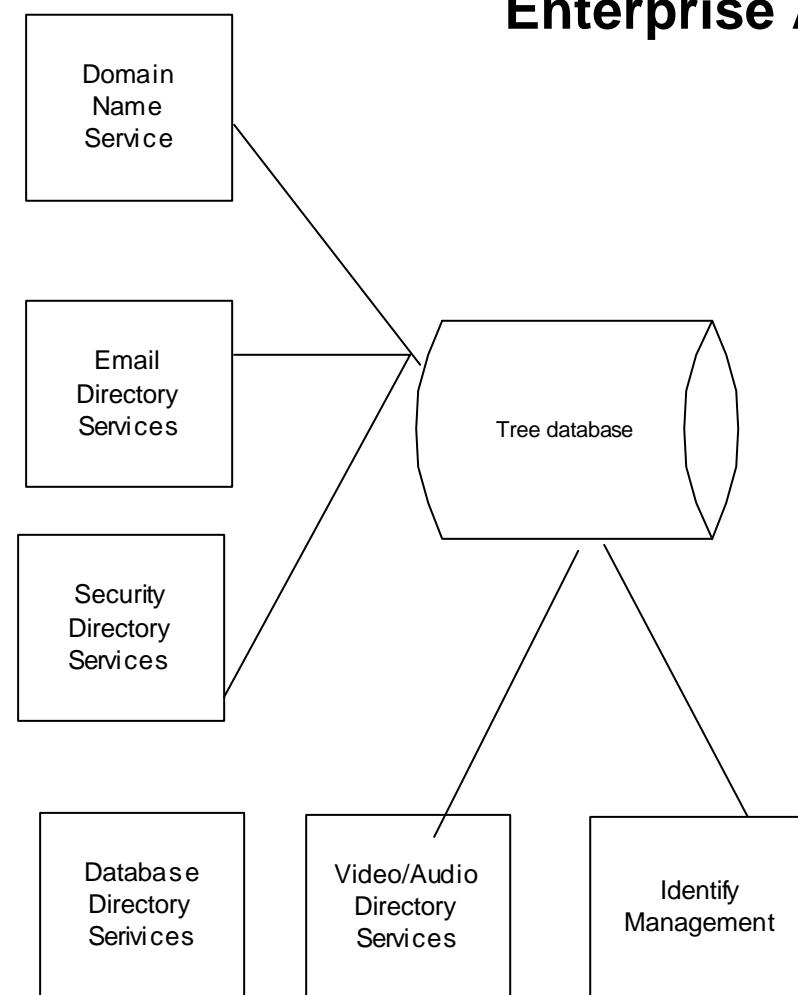 Enterprise A
Domain
Name
Service
Email
Directory
Services
Tree database
Security
Directory
Services
Database
Directory
Serivices
Video/Audio
Directory
Services
Identify
Management